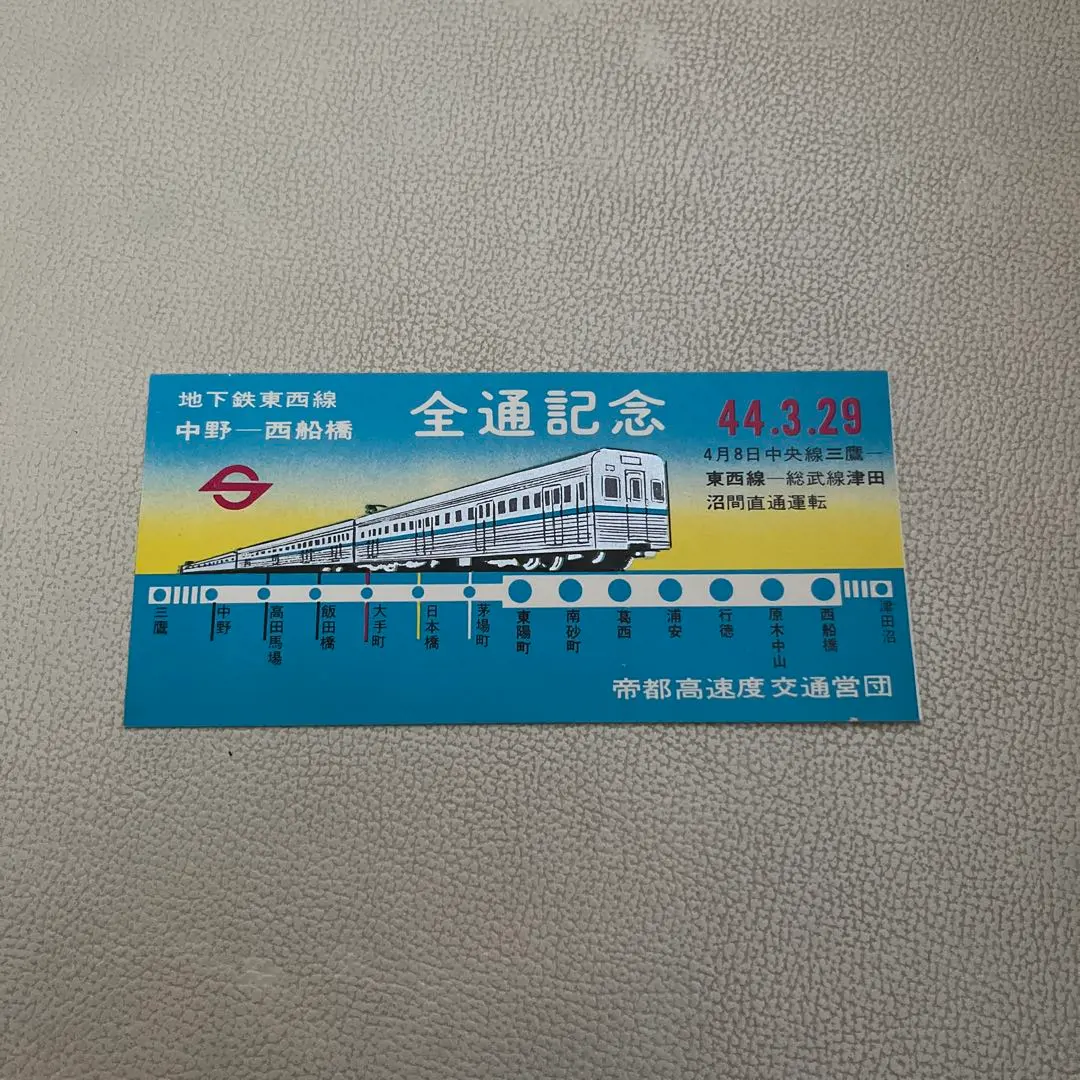 地下鉄東西線
中野―西船橋
全通記念
44.3.29
4月8日中央線三鷹―
東西線―総武線津田
沼間直通運転
三鷹
中野
高田馬場
飯田橋
大手町
日本橋
茅場町
東陽町
南砂町
葛西
浦安
行徳
原木中山
西船橋
津田沼
帝都高速度交通営団